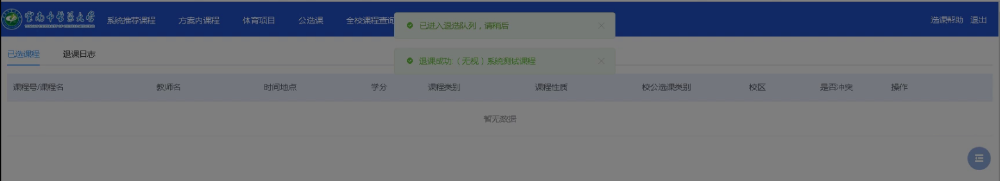 云南中医药大学 系统推荐课程 方案内课程 体育项目 公选课 全校课程查询 选课帮助 退出
已进入退选队列，请稍后
已选课程 退课日志
退课成功:（无视）系统测试课程
课程号/课程名 教师名 时间地点 学分 课程类别 课程性质 校公选课类别 校区 是否冲突 操作
暂无数据